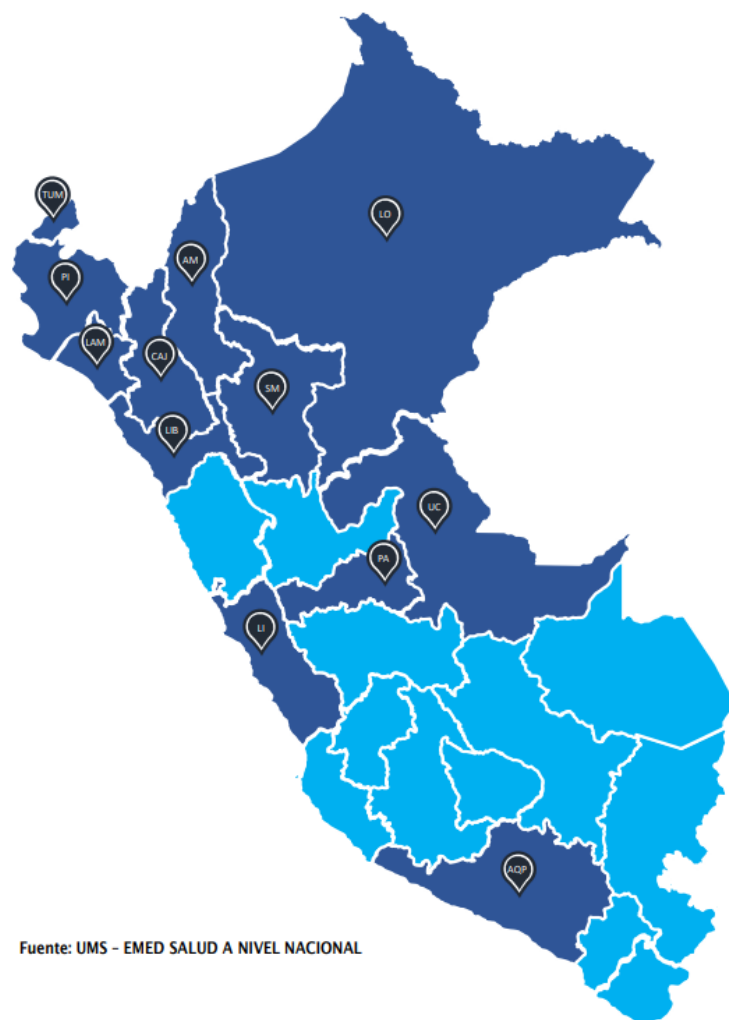 TUM
LO
AM
PI
LAM
CAJ
SM
LIB
UC
PA
LI
AQP
Fuente: UMS - EMED SALUD A NIVEL NACIONAL